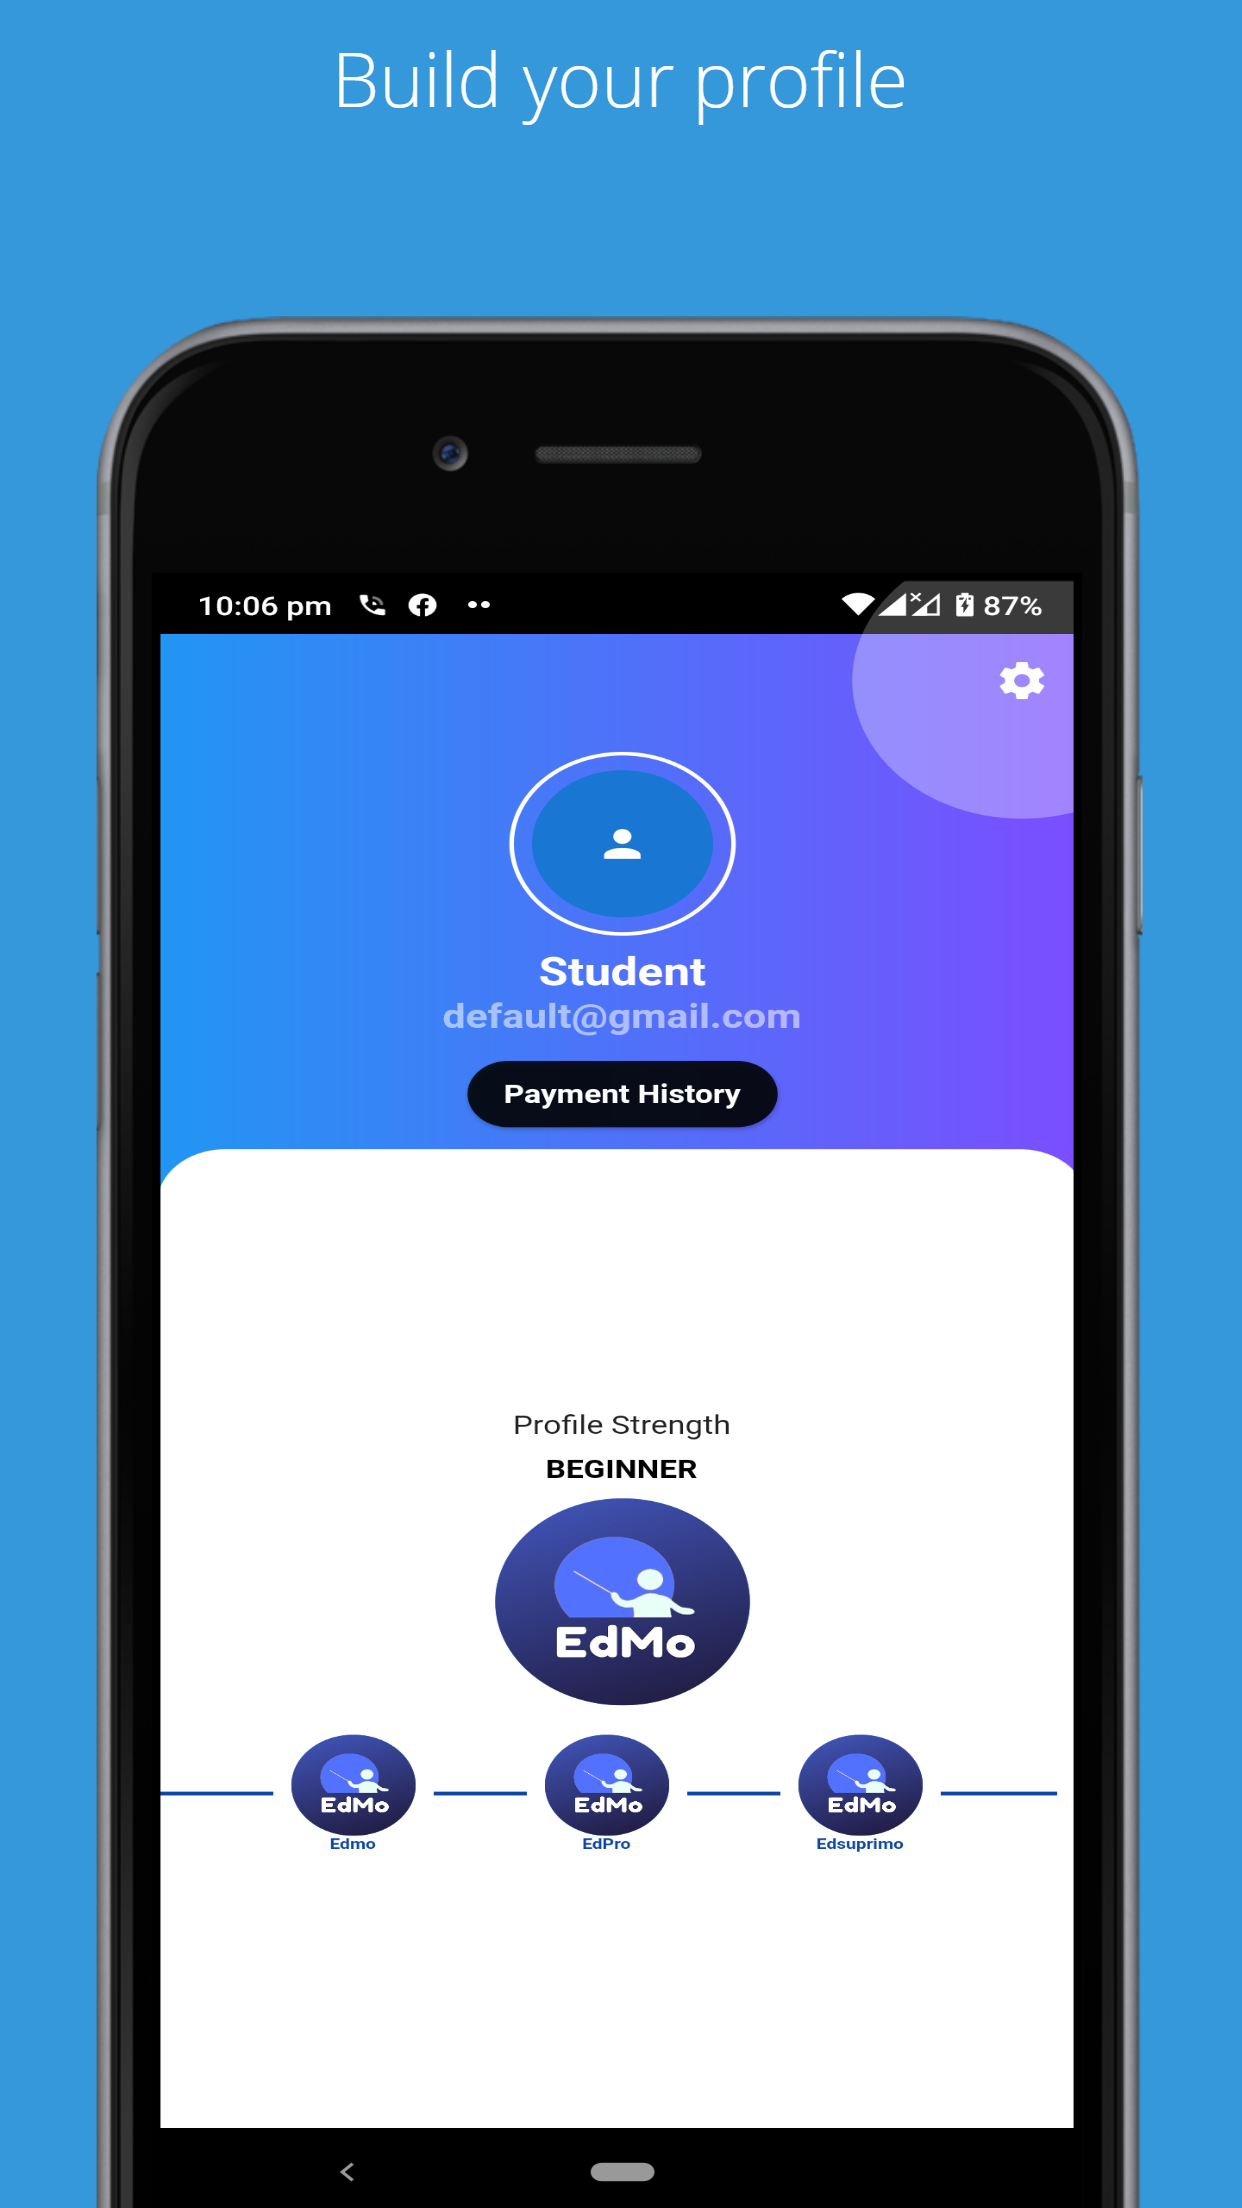 Build your profile
10:06 pm
87%
Student
default@gmail.com
Payment History
Profile Strength
BEGINNER
EdMo
EdMo EdMo EdMo
Edmo EdPro Edsuprimo